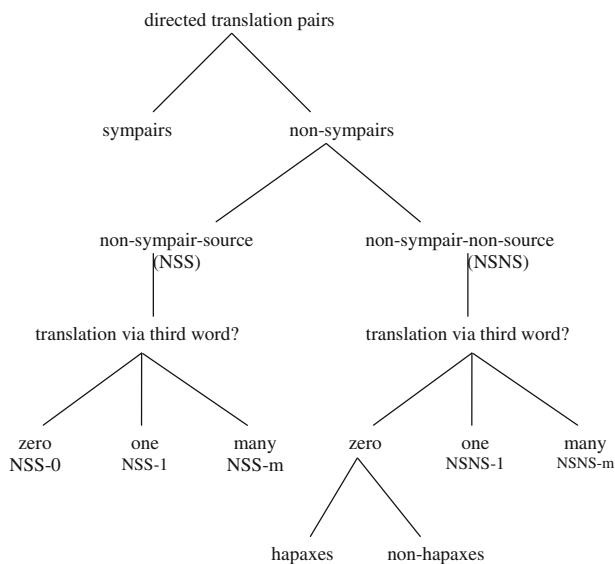 directed translation pairs
sympairs non-sympairs
non-sympair-source non-sympair-non-source
(NSS) (NSNS)
translation via third word? translation via third word?
zero one many zero one many
NSS-0 NSS-1 NSS-m NSNS-1 NSNS-m
hapaxes non-hapaxes